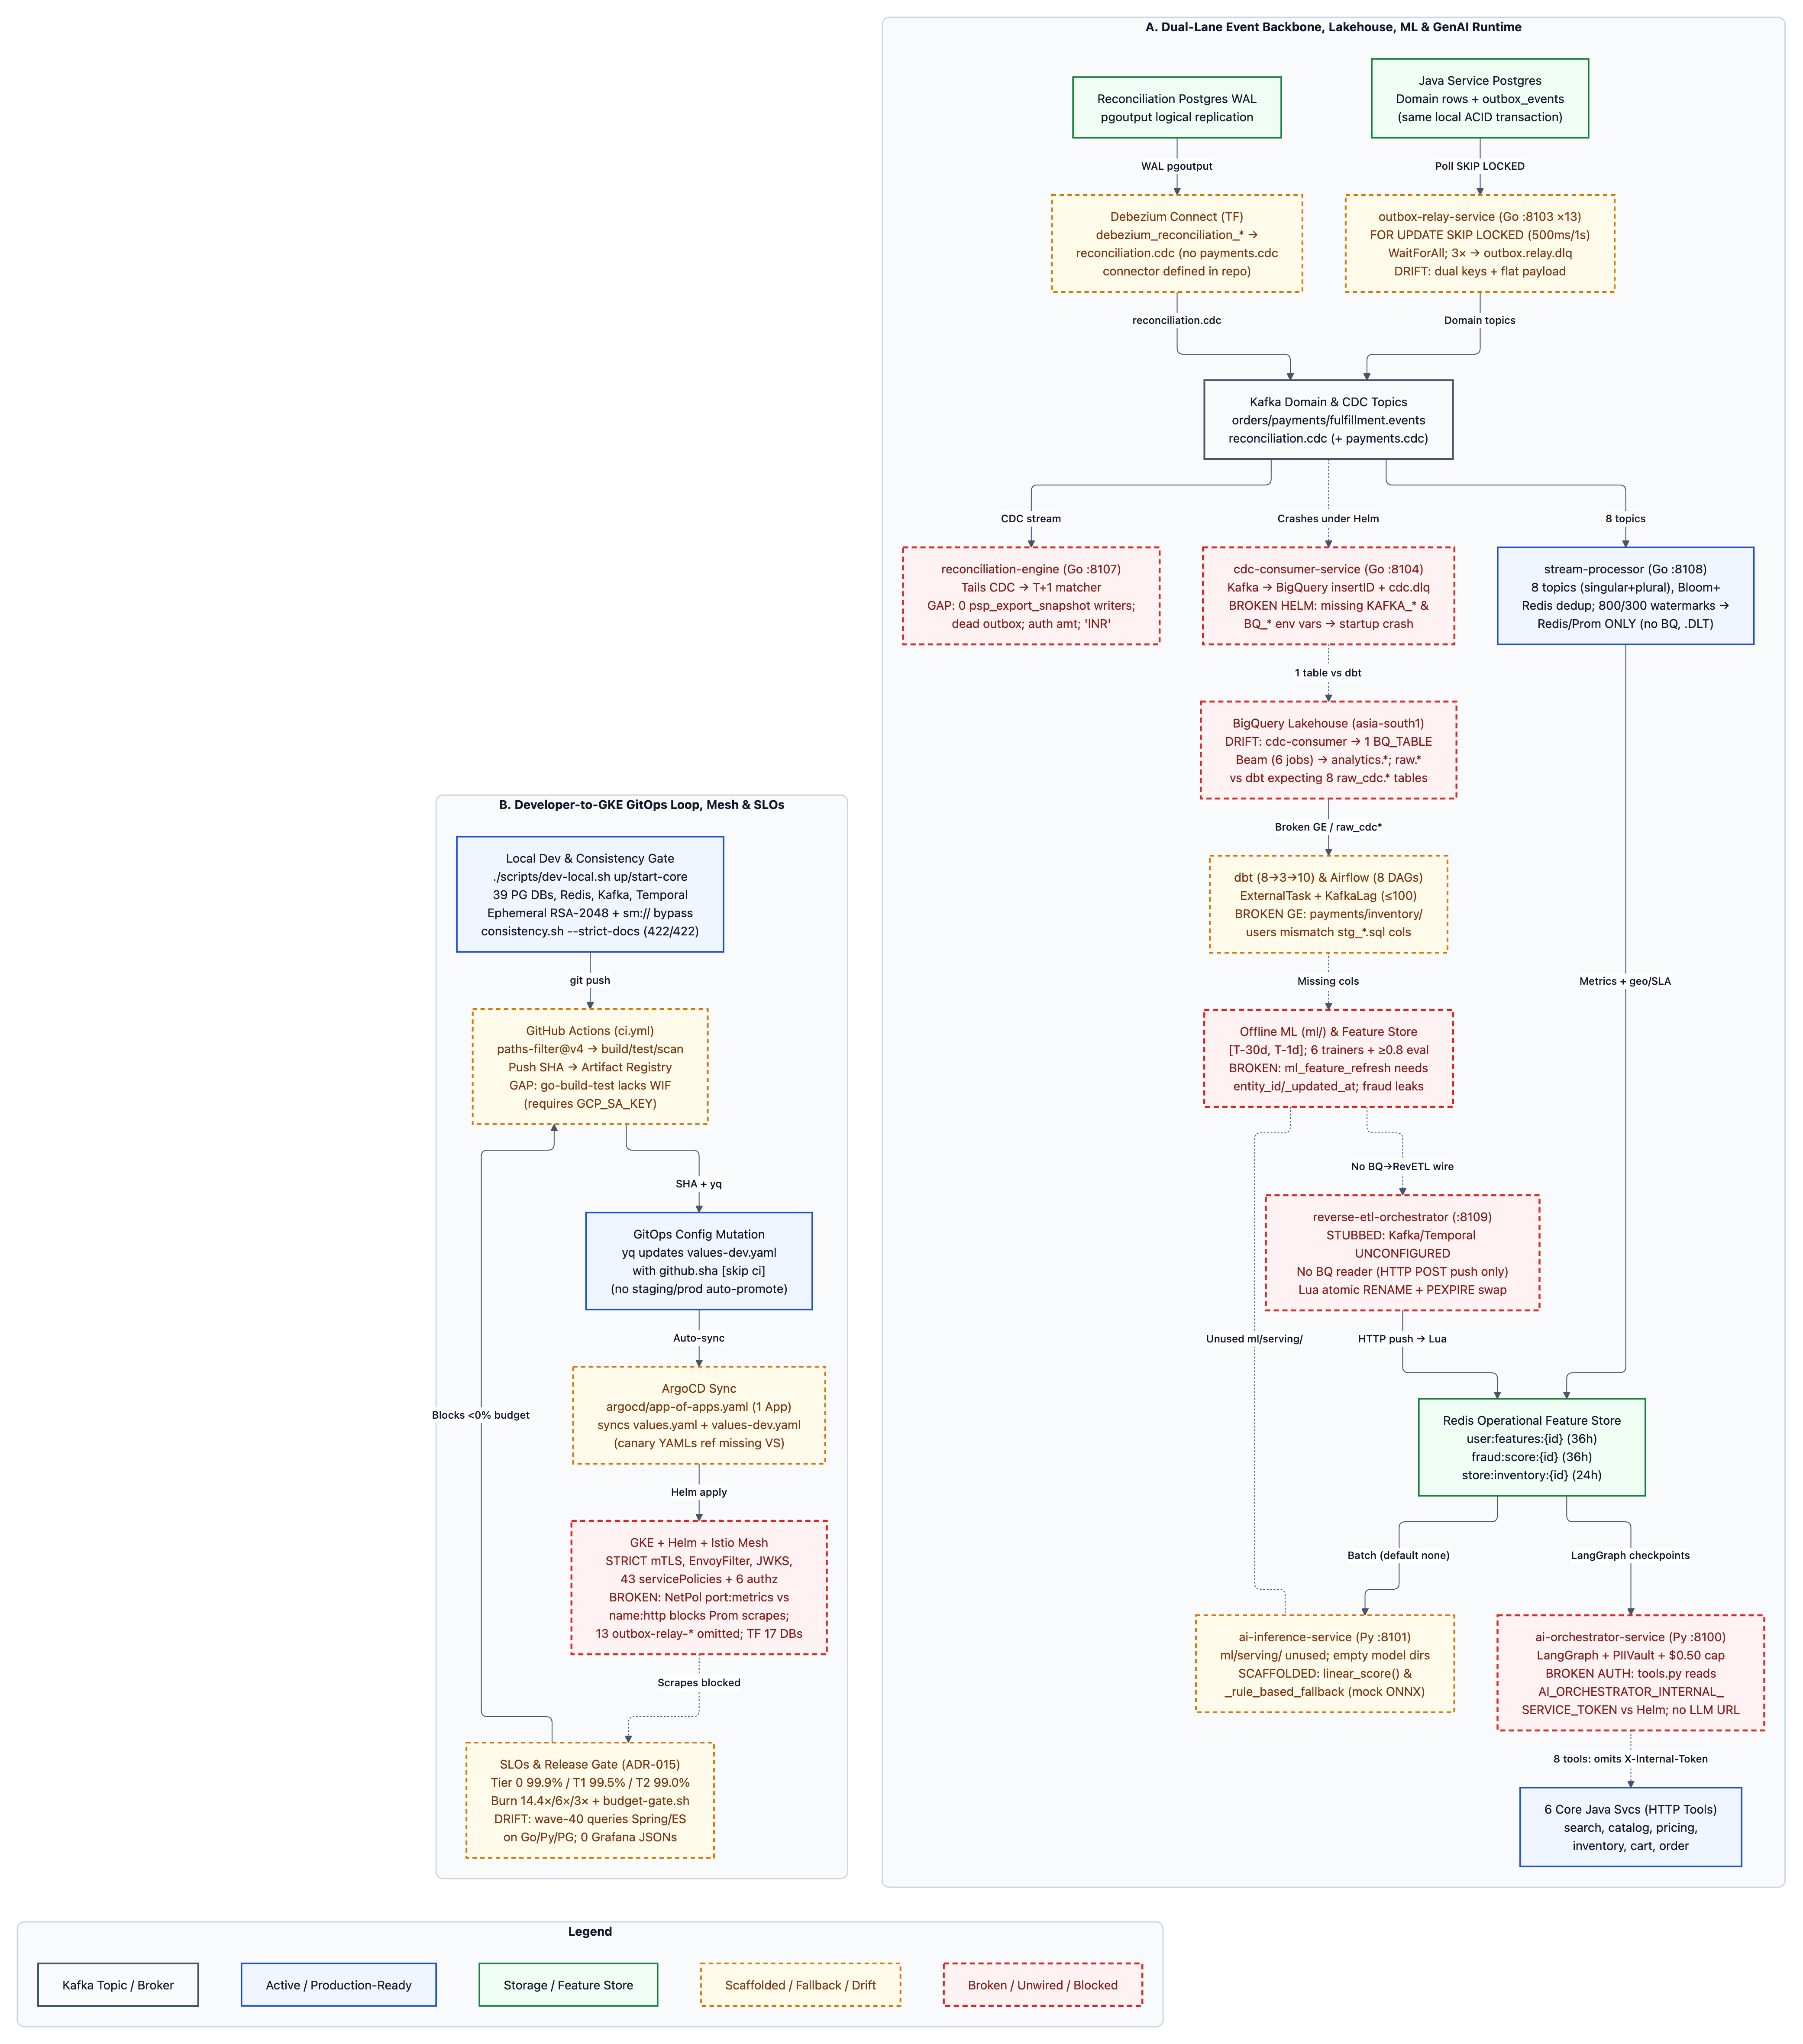 A. Dual-Lane Event Backbone, Lakehouse, ML & GenAI Runtime
Reconciliation Postgres WAL
pgoutput logical replication
Java Service Postgres
Domain rows + outbox_events
(same local ACID transaction)
WAL pgoutput
Poll SKIP LOCKED
Debezium Connect (TF)
debezium_reconciliation_* →
reconciliation.cdc (no payments.cdc
connector defined in repo)
outbox-relay-service (Go :8103 ×13)
FOR UPDATE SKIP LOCKED (500ms/1s)
WaitForAll; 3× → outbox.relay.dlq
DRIFT: dual keys + flat payload
reconciliation.cdc
Domain topics
Kafka Domain & CDC Topics
orders/payments/fulfillment.events
reconciliation.cdc (+ payments.cdc)
CDC stream
Crashes under Helm
8 topics
reconciliation-engine (Go :8107)
Tails CDC → T+1 matcher
GAP: 0 psp_export_snapshot writers;
dead outbox; auth amt; 'INR'
cdc-consumer-service (Go :8104)
Kafka → BigQuery insertID + cdc.dlq
BROKEN HELM: missing KAFKA_* &
BQ_* env vars → startup crash
stream-processor (Go :8108)
8 topics (singular+plural), Bloom+
Redis dedup; 800/300 watermarks →
Redis/Prom ONLY (no BQ, .DLT)
1 table vs dbt
BigQuery Lakehouse (asia-south1)
DRIFT: cdc-consumer → 1 BQ_TABLE
Beam (6 jobs) → analytics.*; raw.*
vs dbt expecting 8 raw_cdc.* tables
Broken GE / raw_cdc*
dbt (8→3→10) & Airflow (8 DAGs)
ExternalTask + KafkaLag (≤100)
BROKEN GE: payments/inventory/
users mismatch stg_*.sql cols
Missing cols
Metrics + geo/SLA
Offline ML (ml/) & Feature Store
[T-30d, T-1d]; 6 trainers + ≥0.8 eval
BROKEN: ml_feature_refresh needs
entity_id/_updated_at; fraud leaks
No BQ→RevETL wire
reverse-etl-orchestrator (:8109)
STUBBED: Kafka/Temporal
UNCONFIGURED
No BQ reader (HTTP POST push only)
Lua atomic RENAME + PEXPIRE swap
Unused ml/serving/
HTTP push → Lua
Redis Operational Feature Store
user:features:{id} (36h)
fraud:score:{id} (36h)
store:inventory:{id} (24h)
Batch (default none)
LangGraph checkpoints
ai-inference-service (Py :8101)
ml/serving/ unused; empty model dirs
SCAFFOLDED: linear_score() &
_rule_based_fallback (mock ONNX)
ai-orchestrator-service (Py :8100)
LangGraph + PIIVault + $0.50 cap
BROKEN AUTH: tools.py reads
AI_ORCHESTRATOR_INTERNAL_
SERVICE_TOKEN vs Helm; no LLM URL
8 tools: omits X-Internal-Token
6 Core Java Svcs (HTTP Tools)
search, catalog, pricing,
inventory, cart, order
B. Developer-to-GKE GitOps Loop, Mesh & SLOs
Local Dev & Consistency Gate
./scripts/dev-local.sh up/start-core
39 PG DBs, Redis, Kafka, Temporal
Ephemeral RSA-2048 + sm:// bypass
consistency.sh --strict-docs (422/422)
git push
GitHub Actions (ci.yml)
paths-filter@v4 → build/test/scan
Push SHA → Artifact Registry
GAP: go-build-test lacks WIF
(requires GCP_SA_KEY)
SHA + yq
GitOps Config Mutation
yq updates values-dev.yaml
with github.sha [skip ci]
(no staging/prod auto-promote)
Auto-sync
ArgoCD Sync
argocd/app-of-apps.yaml (1 App)
syncs values.yaml + values-dev.yaml
(canary YAMLs ref missing VS)
Blocks <0% budget
Helm apply
GKE + Helm + Istio Mesh
STRICT mTLS, EnvoyFilter, JWKS,
43 servicePolicies + 6 authz
BROKEN: NetPol port:metrics vs
name:http blocks Prom scrapes;
13 outbox-relay-* omitted; TF 17 DBs
Scrapes blocked
SLOs & Release Gate (ADR-015)
Tier 0 99.9% / T1 99.5% / T2 99.0%
Burn 14.4×/6×/3× + budget-gate.sh
DRIFT: wave-40 queries Spring/ES
on Go/Py/PG; 0 Grafana JSONs
Legend
Kafka Topic / Broker
Active / Production-Ready
Storage / Feature Store
Scaffolded / Fallback / Drift
Broken / Unwired / Blocked